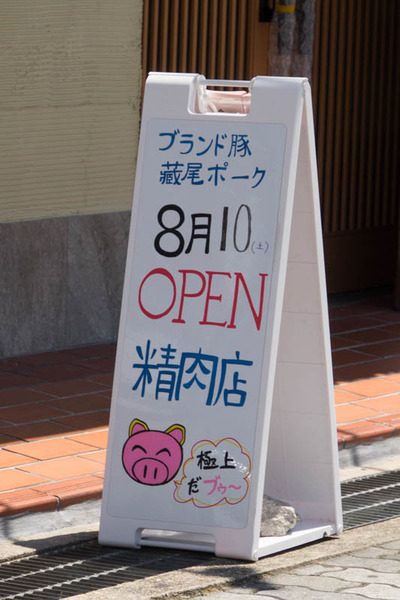 ブランド豚
藏尾ポーク
8月10(土)
OPEN
精肉店
極上
だブゥ〜